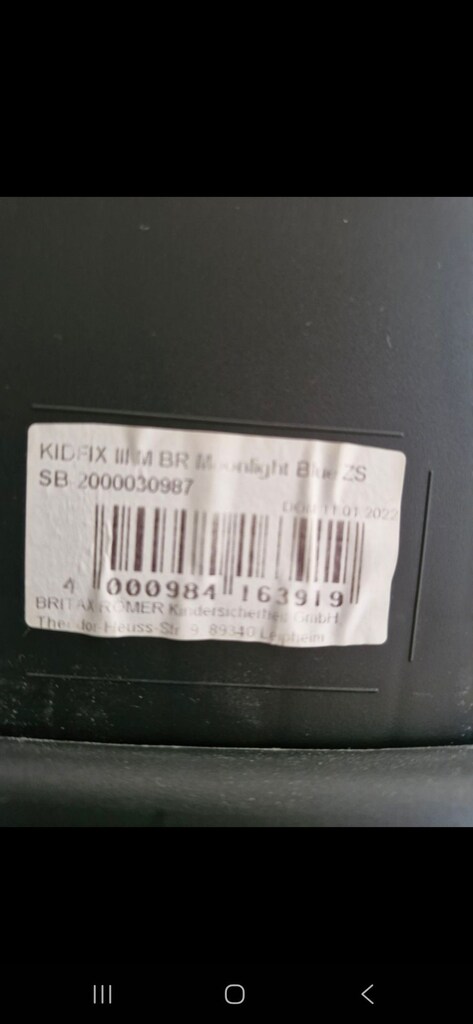 KIDFIX III M BR Moonlight Blue ZS
SB 2000030987
DOM 11.01.2022
4 000984 163919
BRITAX RÖMER Kindersicherheit GmbH
Theodor-Heuss-Str. 9 89340 Leipheim